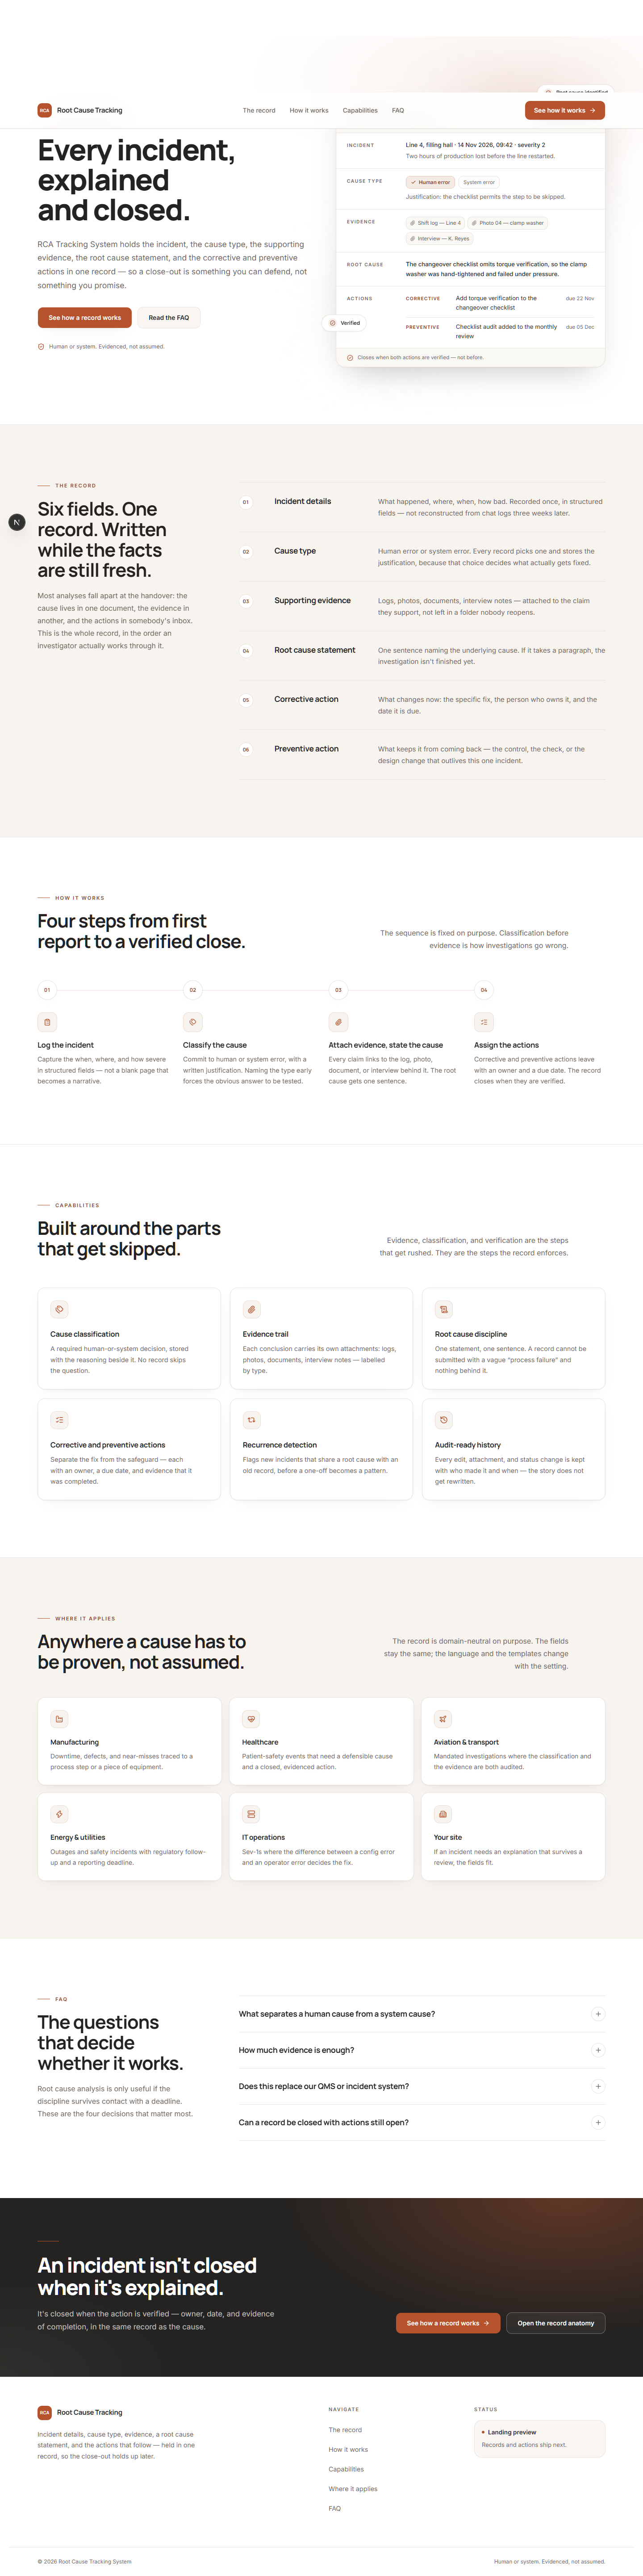 RCA
Root Cause Tracking
The record
How it works
Capabilities
FAQ
See how it works
Every incident,
explained
and closed.
RCA Tracking System holds the incident, the cause type, the supporting
evidence, the root cause statement, and the corrective and preventive
actions in one record — so a close-out is something you can defend, not
something you promise.
See how a record works
Read the FAQ
Human or system. Evidenced, not assumed.
INCIDENT
Line 4, filling hall · 14 Nov 2026, 09:42 · severity 2
Two hours of production lost before the line restarted.
CAUSE TYPE
Human error
System error
Justification: the checklist permits the step to be skipped.
EVIDENCE
Shift log — Line 4
Photo 04 — clamp washer
Interview — K. Reyes
ROOT CAUSE
The changeover checklist omits torque verification, so the clamp
washer was hand-tightened and failed under pressure.
ACTIONS
CORRECTIVE
Add torque verification to the
changeover checklist
due 22 Nov
PREVENTIVE
Checklist audit added to the monthly
review
due 05 Dec
Verified
Closes when both actions are verified — not before.
THE RECORD
Six fields. One
record. Written
while the facts
are still fresh.
Most analyses fall apart at the handover: the
cause lives in one document, the evidence in
another, and the actions in somebody's inbox.
This is the whole record, in the order an
investigator actually works through it.
N
01
Incident details
What happened, where, when, how bad. Recorded once, in structured
fields — not reconstructed from chat logs three weeks later.
02
Cause type
Human error or system error. Every record picks one and stores the
justification, because that choice decides what actually gets fixed.
03
Supporting evidence
Logs, photos, documents, interview notes — attached to the claim
they support, not left in a folder nobody reopens.
04
Root cause statement
One sentence naming the underlying cause. If it takes a paragraph, the
investigation isn't finished yet.
05
Corrective action
What changes now: the specific fix, the person who owns it, and the
date it is due.
06
Preventive action
What keeps it from coming back — the control, the check, or the
design change that outlives this one incident.
HOW IT WORKS
Four steps from first
report to a verified close.
The sequence is fixed on purpose. Classification before
evidence is how investigations go wrong.
01
02
03
04
Log the incident
Capture the when, where, and how severe
in structured fields — not a blank page that
becomes a narrative.
Classify the cause
Commit to human or system error, with a
written justification. Naming the type early
forces the obvious answer to be tested.
Attach evidence, state the cause
Every claim links to the log, photo,
document, or interview behind it. The root
cause gets one sentence.
Assign the actions
Corrective and preventive actions leave
with an owner and a due date. The record
closes when they are verified.
CAPABILITIES
Built around the parts
that get skipped.
Evidence, classification, and verification are the steps
that get rushed. They are the steps the record enforces.
Cause classification
A required human-or-system decision, stored
with the reasoning beside it. No record skips
the question.
Evidence trail
Each conclusion carries its own attachments: logs,
photos, documents, interview notes — labelled
by type.
Root cause discipline
One statement, one sentence. A record cannot be
submitted with a vague "process failure" and
nothing behind it.
Corrective and preventive actions
Separate the fix from the safeguard — each
with an owner, a due date, and evidence that it
was completed.
Recurrence detection
Flags new incidents that share a root cause with an
old record, before a one-off becomes a pattern.
Audit-ready history
Every edit, attachment, and status change is kept
with who made it and when — the story does not
get rewritten.
WHERE IT APPLIES
Anywhere a cause has to
be proven, not assumed.
The record is domain-neutral on purpose. The fields
stay the same; the language and the templates change
with the setting.
Manufacturing
Downtime, defects, and near-misses traced to a
process step or a piece of equipment.
Healthcare
Patient-safety events that need a defensible cause
and a closed, evidenced action.
Aviation & transport
Mandated investigations where the classification and
the evidence are both audited.
Energy & utilities
Outages and safety incidents with regulatory follow-
up and a reporting deadline.
IT operations
Sev-1s where the difference between a config error
and an operator error decides the fix.
Your site
If an incident needs an explanation that survives a
review, the fields fit.
FAQ
The questions
that decide
whether it works.
Root cause analysis is only useful if the
discipline survives contact with a deadline.
These are the four decisions that matter most.
What separates a human cause from a system cause?
How much evidence is enough?
Does this replace our QMS or incident system?
Can a record be closed with actions still open?
An incident isn't closed
when it's explained.
It's closed when the action is verified — owner, date, and evidence
of completion, in the same record as the cause.
See how a record works
Open the record anatomy
RCA
Root Cause Tracking
Incident details, cause type, evidence, a root cause
statement, and the actions that follow — held in one
record, so the close-out holds up later.
NAVIGATE
The record
How it works
Capabilities
Where it applies
FAQ
STATUS
Landing preview
Records and actions ship next.
© 2026 Root Cause Tracking System
Human or system. Evidenced, not assumed.